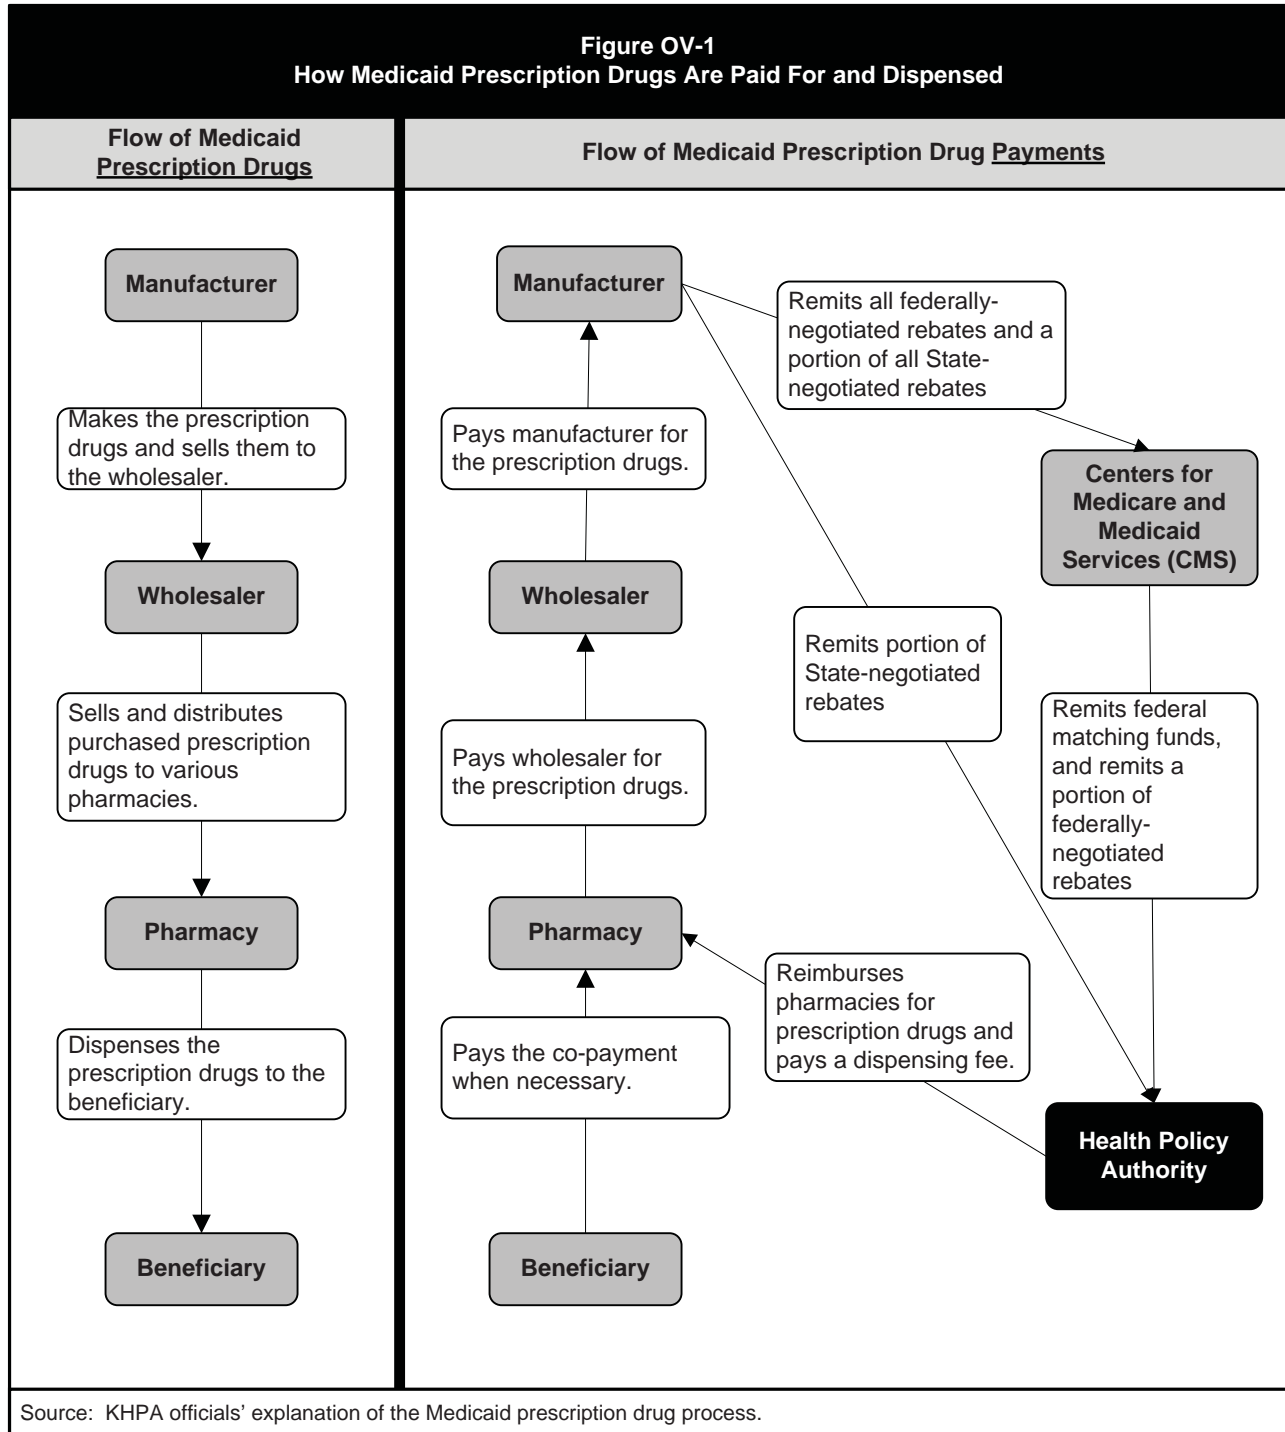 Figure OV-1
How Medicaid Prescription Drugs Are Paid For and Dispensed
Flow of Medicaid
Prescription Drugs
Flow of Medicaid Prescription Drug Payments
Manufacturer
Makes the prescription
drugs and sells them to
the wholesaler.
Wholesaler
Sells and distributes
purchased prescription
drugs to various
pharmacies.
Pharmacy
Dispenses the
prescription drugs to the
beneficiary.
Beneficiary
Manufacturer
Remits all federally-
negotiated rebates and a
portion of all State-
negotiated rebates
Pays manufacturer for
the prescription drugs.
Centers for
Medicare and
Medicaid
Services (CMS)
Wholesaler
Remits portion of
State-negotiated
rebates
Remits federal
matching funds,
and remits a
portion of
federally-
negotiated
rebates
Pays wholesaler for
the prescription drugs.
Pharmacy
Reimburses
pharmacies for
prescription drugs and
pays a dispensing fee.
Pays the co-payment
when necessary.
Health Policy
Authority
Beneficiary
Source: KHPA officials' explanation of the Medicaid prescription drug process.